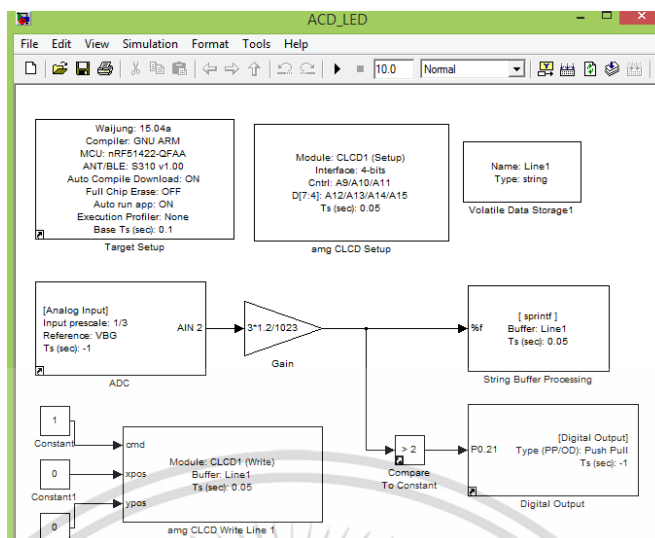 ACD_LED
File Edit View Simulation Format Tools Help
10.0 Normal
Waijung: 15.04a
Compiler: GNU ARM
MCU: nRF51422-QFAA
ANT/BLE: S310 v1.00
Auto Compile Download: ON
Full Chip Erase: OFF
Auto run app: ON
Execution Profiler: None
Base Ts (sec): 0.1
Target Setup
Module: CLCD1 (Setup)
Interface: 4-bits
Cntrl: A9/A10/A11
D[7:4]: A12/A13/A14/A15
Ts (sec): 0.05
amg CLCD Setup
Name: Line1
Type: string
Volatile Data Storage1
[Analog Input]
Input prescale: 1/3
Reference: VBG
Ts (sec): -1
AIN 2
ADC
3*1.2/1023
Gain
%f
[ sprintf ]
Buffer: Line1
Ts (sec): 0.05
String Buffer Processing
1
Constant
0
Constant1
0
cmd
xpos
ypos
Module: CLCD1 (Write)
Buffer: Line1
Ts (sec): 0.05
amg CLCD Write Line 1
> 2
Compare
To Constant
P0.21
[Digital Output]
Type (PP/OD): Push Pull
Ts (sec): -1
Digital Output